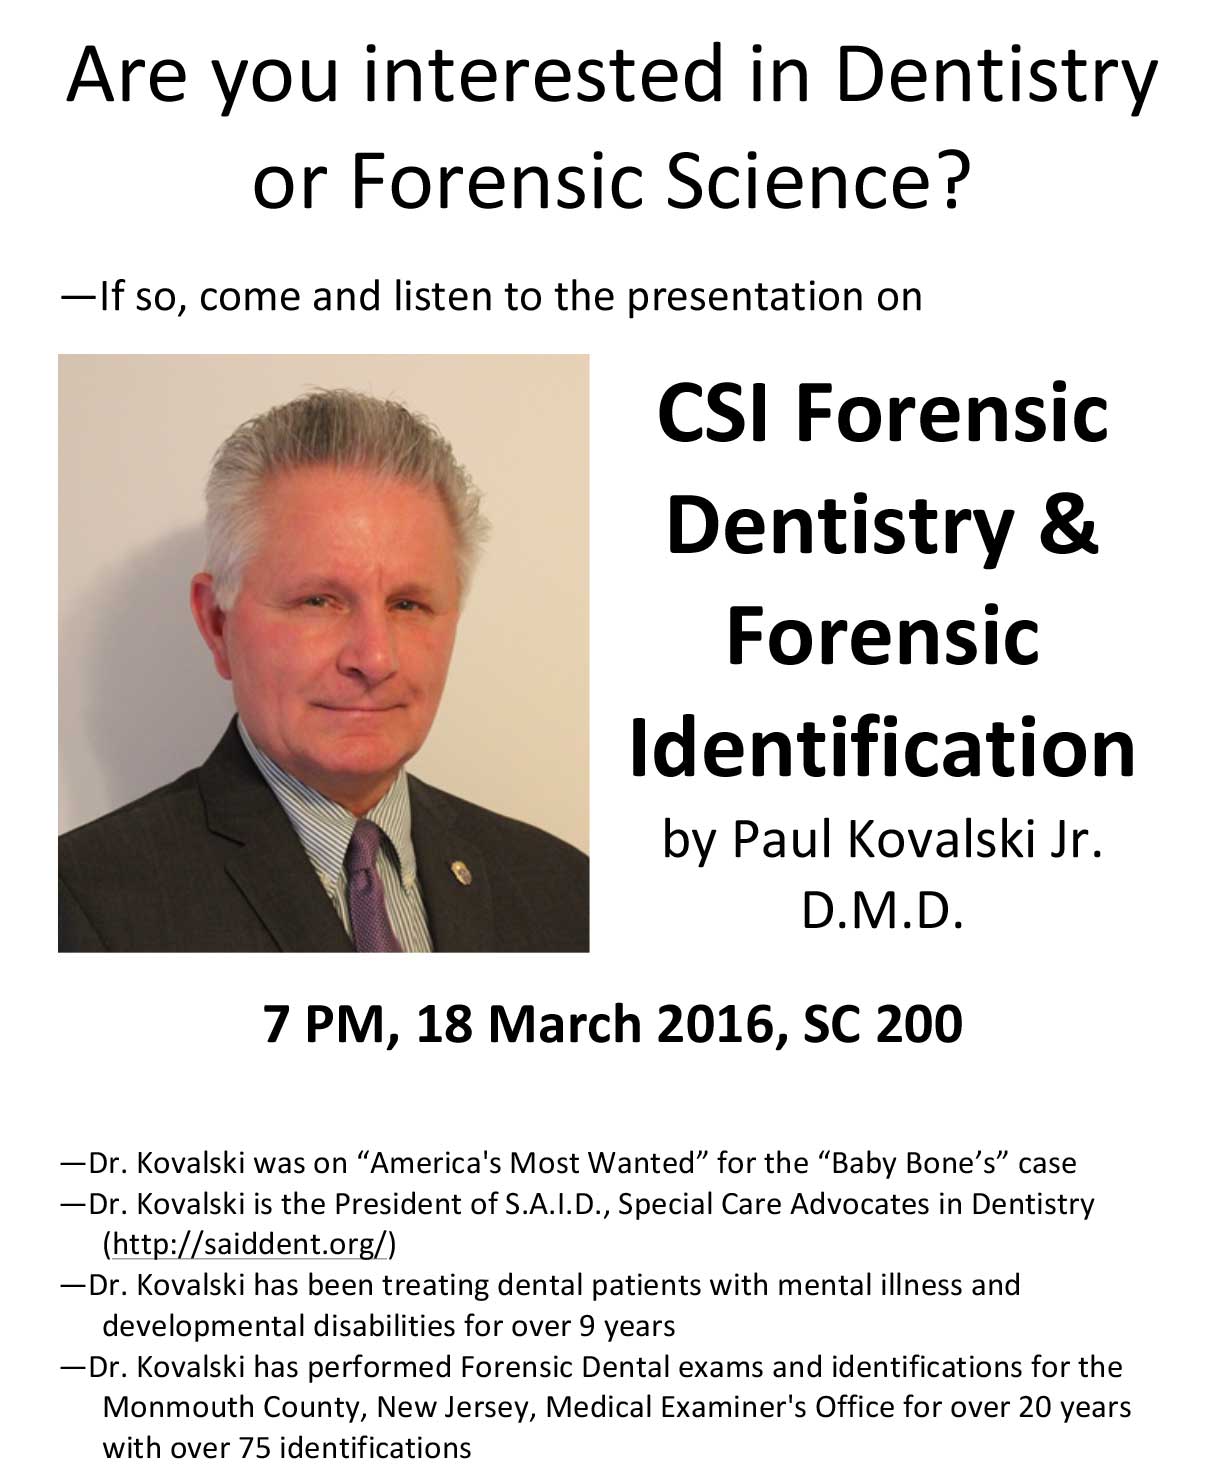 Are you interested in Dentistry
or Forensic Science?
—If so, come and listen to the presentation on
CSI Forensic
Dentistry &
Forensic
Identification
by Paul Kovalski Jr.
D.M.D.
7 PM, 18 March 2016, SC 200
—Dr. Kovalski was on “America's Most Wanted” for the “Baby Bone’s” case
—Dr. Kovalski is the President of S.A.I.D., Special Care Advocates in Dentistry
(http://saiddent.org/)
—Dr. Kovalski has been treating dental patients with mental illness and
developmental disabilities for over 9 years
—Dr. Kovalski has performed Forensic Dental exams and identifications for the
Monmouth County, New Jersey, Medical Examiner's Office for over 20 years
with over 75 identifications